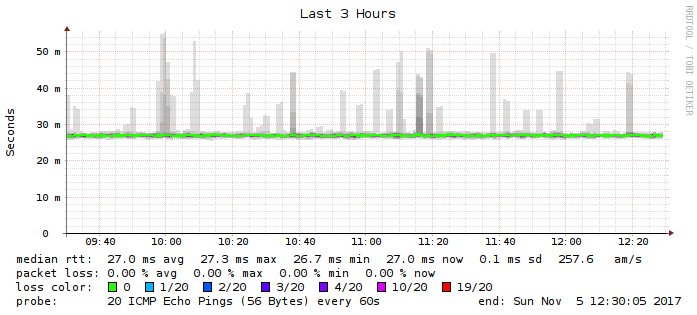 Last 3 Hours
RRDTOOL / TOBI OETIKER
Seconds
50 m
40 m
30 m
20 m
10 m
0
09:40 10:00 10:20 10:40 11:00 11:20 11:40 12:00 12:20
median rtt: 27.0 ms avg 27.3 ms max 26.7 ms min 27.0 ms now 0.1 ms sd 257.6 am/s
packet loss: 0.00 % avg 0.00 % max 0.00 % min 0.00 % now
loss color: 0 1/20 2/20 3/20 4/20 10/20 19/20
probe: 20 ICMP Echo Pings (56 Bytes) every 60s end: Sun Nov 5 12:30:05 2017